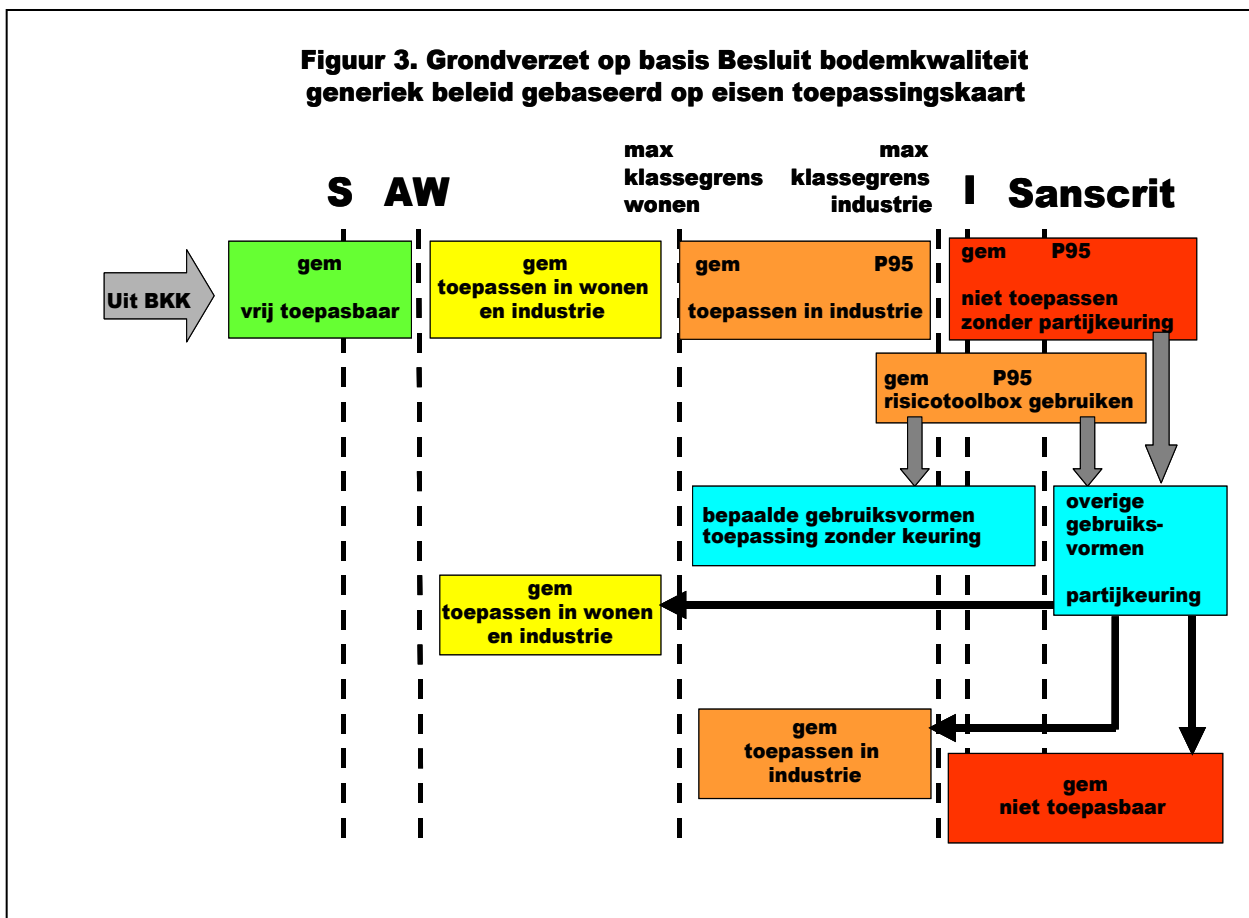 Figuur 3. Grondverzet op basis Besluit bodemkwaliteit
generiek beleid gebaseerd op eisen toepassingskaart
S AW
max
klassegrens
wonen
max
klassegrens
industrie
I Sanscrit
Uit BKK
gem
vrij toepasbaar
gem
toepassen in wonen
en industrie
gem P95
toepassen in industrie
gem P95
niet toepassen
zonder partijkeuring
gem P95
risicotoolbox gebruiken
bepaalde gebruiksvormen
toepassing zonder keuring
overige
gebruiks-
vormen
partijkeuring
gem
toepassen in wonen
en industrie
gem
toepassen in
industrie
gem
niet toepasbaar